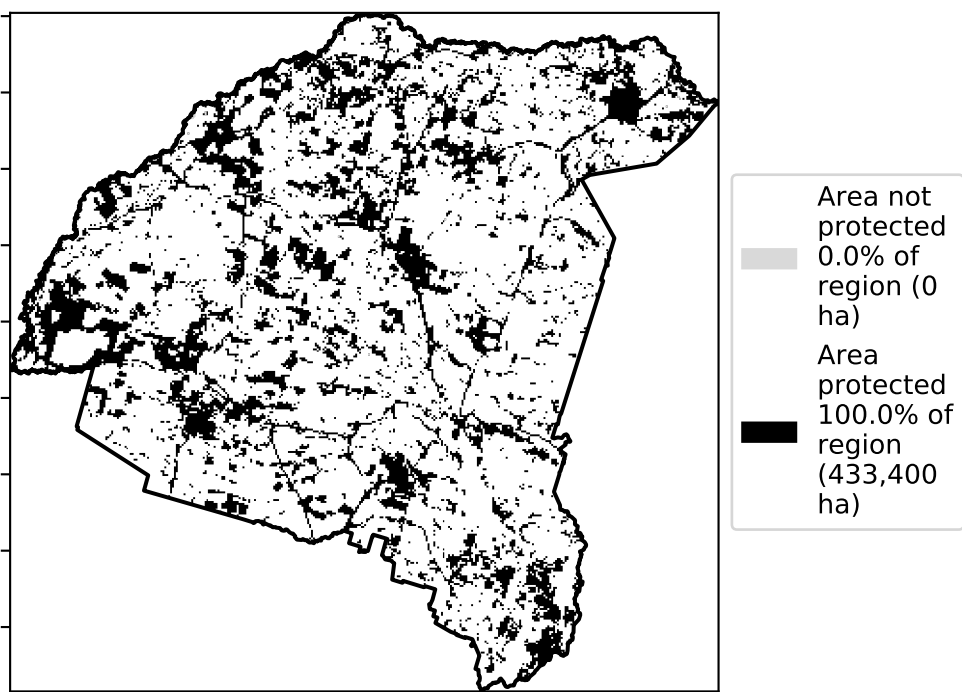 Area not
protected
0.0% of
region (0
ha)
Area
protected
100.0% of
region
(433,400
ha)